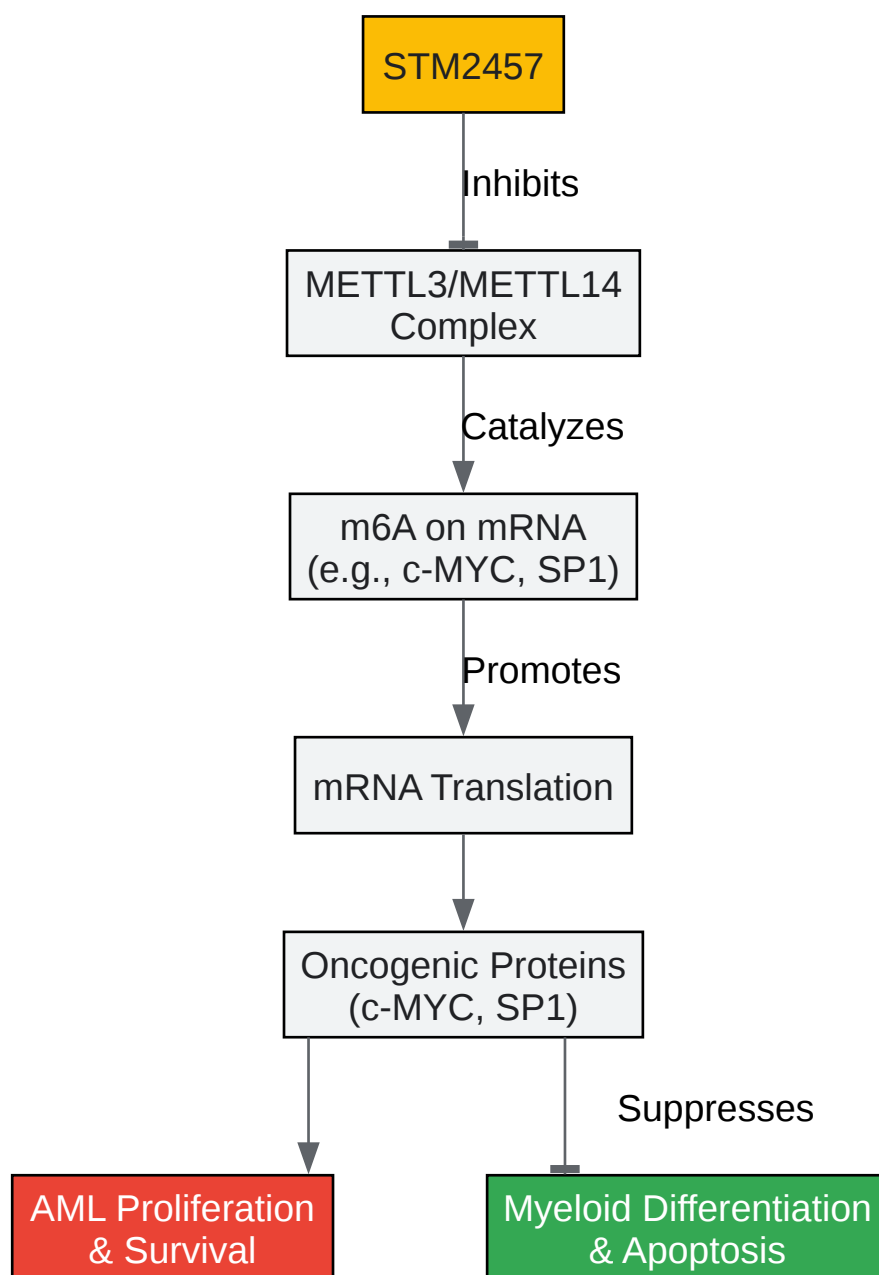 STM2457
Inhibits
METTL3/METTL14
Complex
Catalyzes
m6A on mRNA
(e.g., c-MYC, SP1)
Promotes
mRNA Translation
Oncogenic Proteins
(c-MYC, SP1)
Suppresses
AML Proliferation
& Survival
Myeloid Differentiation
& Apoptosis